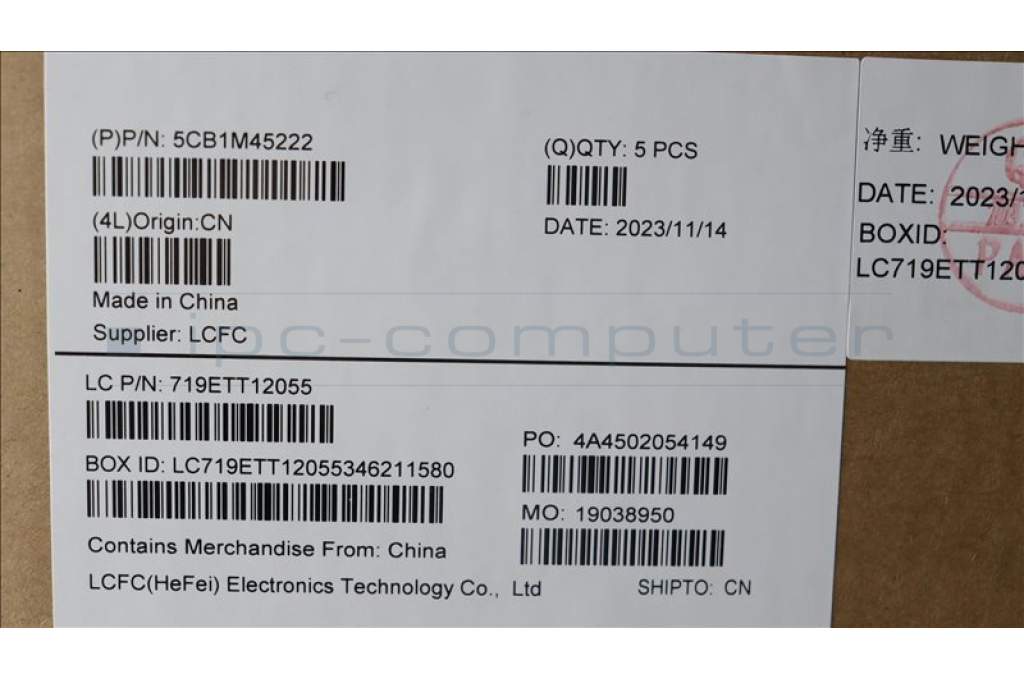 (P)P/N: 5CB1M45222
(Q)QTY: 5 PCS
(4L)Origin:CN
DATE: 2023/11/14
Made in China
Supplier: LCFC
ipc-computer
LC P/N: 719ETT12055
PO: 4A4502054149
BOX ID: LC719ETT12055346211580
MO: 19038950
Contains Merchandise From: China
LCFC(HeFei) Electronics Technology Co., Ltd
SHIPTO: CN
净重: WEIGH
DATE: 2023/1
BOXID:
LC719ETT120